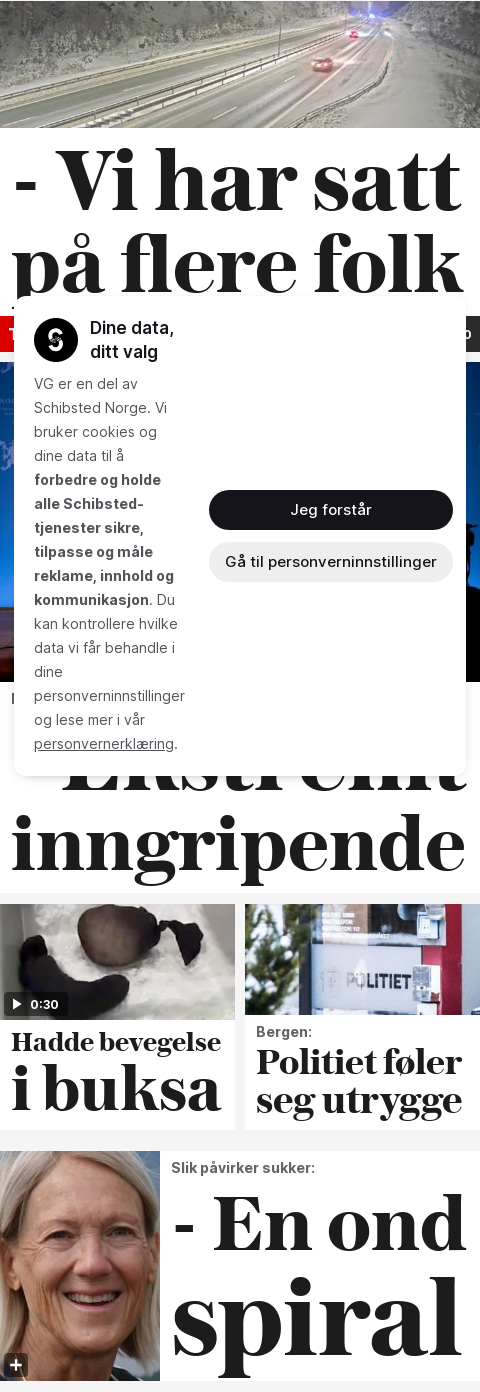 - Vi har satt
på flere folk
Dine data,
ditt valg
VG er en del av
Schibsted Norge. Vi
bruker cookies og
dine data til å
forbedre og holde
alle Schibsted-
tjenester sikre,
tilpasse og måle
reklame, innhold og
kommunikasjon. Du
kan kontrollere hvilke
data vi får behandle i
dine
personverninnstillinger
og lese mer i vår
personvernerklæring.
Jeg forstår
Gå til personverninnstillinger
inngripende
0:30
Hadde bevegelse
i buksa
POLITIET
Bergen:
Politiet føler
seg utrygge
Slik påvirker sukker:
- En ond
spiral